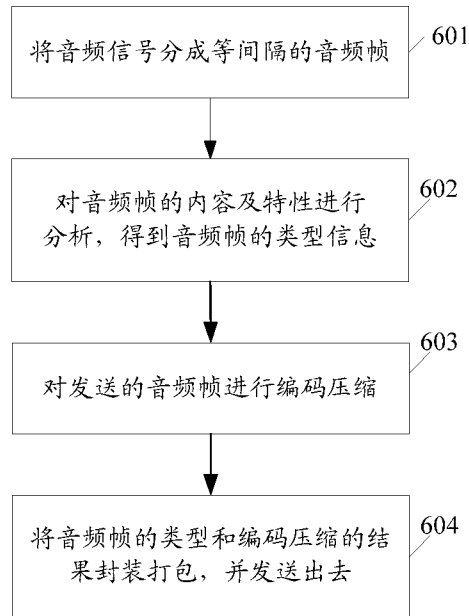 将音频信号分成等间隔的音频帧
601
对音频帧的内容及特性进行
分析，得到音频帧的类型信息
602
对发送的音频帧进行编码压缩
603
将音频帧的类型和编码压缩的结
果封装打包，并发送出去
604